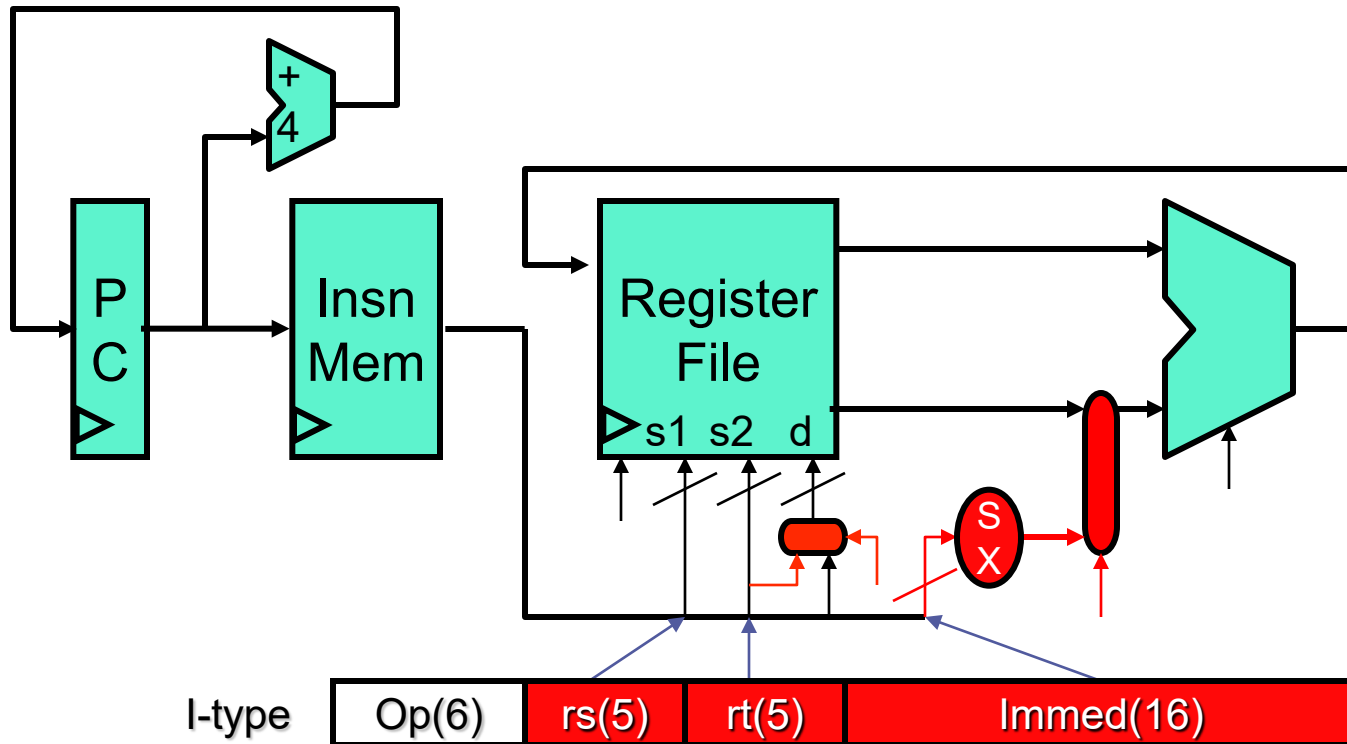 +
4
P
C
Insn
Mem
Register
File
s1 s2 d
S
X
I-type Op(6) rs(5) rt(5) Immed(16)